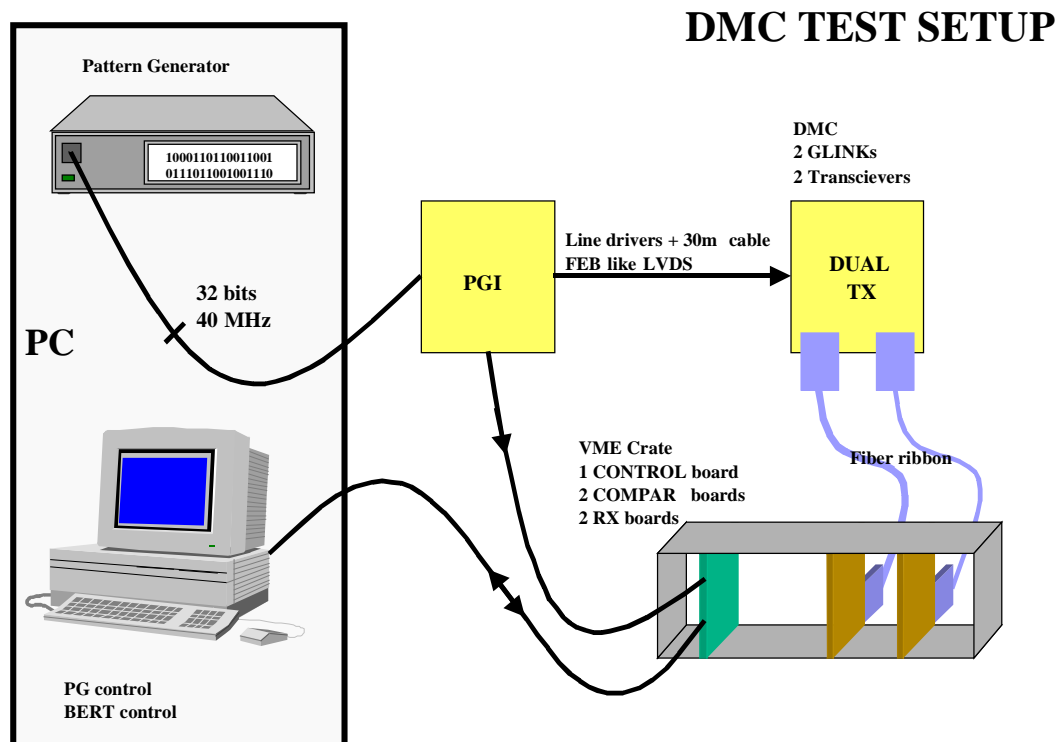 DMC TEST SETUP
Pattern Generator
1000110110011001
0111011001001110
DMC
2 GLINKs
2 Transcievers
Line drivers + 30m cable
FEB like LVDS
PGI
DUAL
TX
32 bits
40 MHz
PC
VME Crate
1 CONTROL board
2 COMPAR boards
2 RX boards
Fiber ribbon
PG control
BERT control